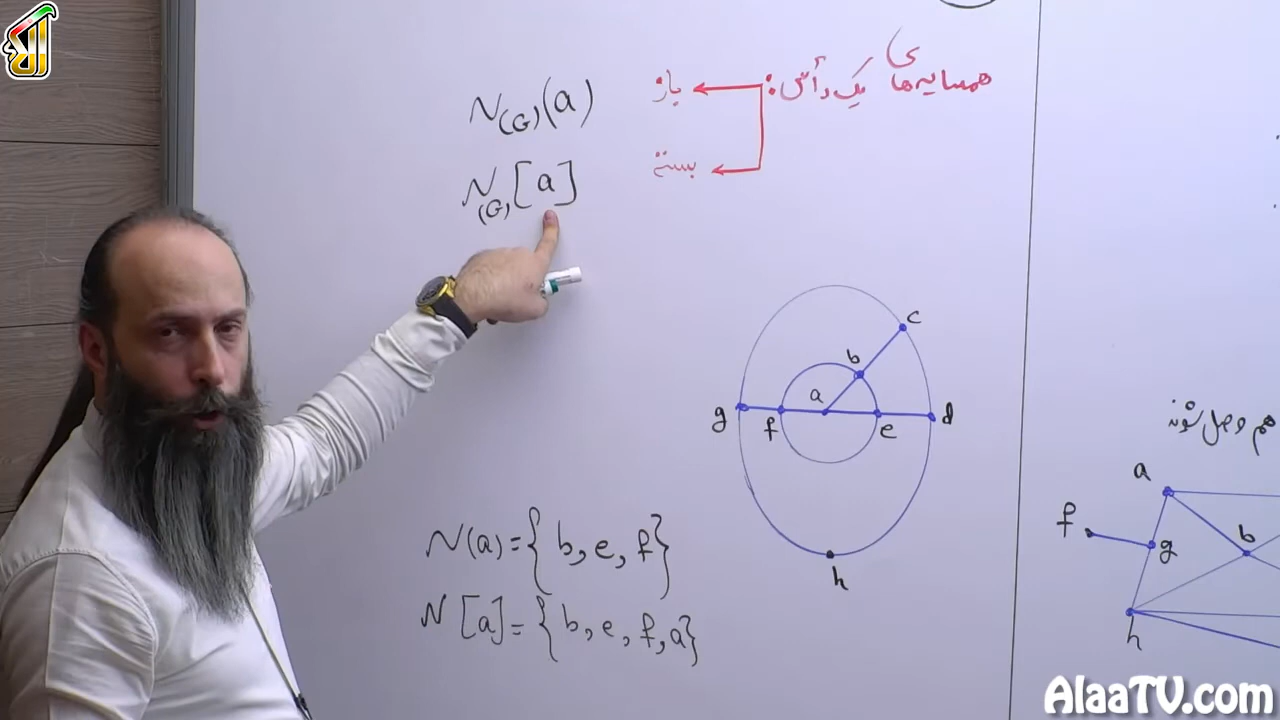 همسایه‌های یک رأس :
باز
بسته
N(G)(a)
N(G)[a]
c
b
a
g
f
e
d
h
N(a)={b, e, f}
N[a]={b, e, f, a}
هم وصل شوند
a
f
g
b
h
AlaaTV.com